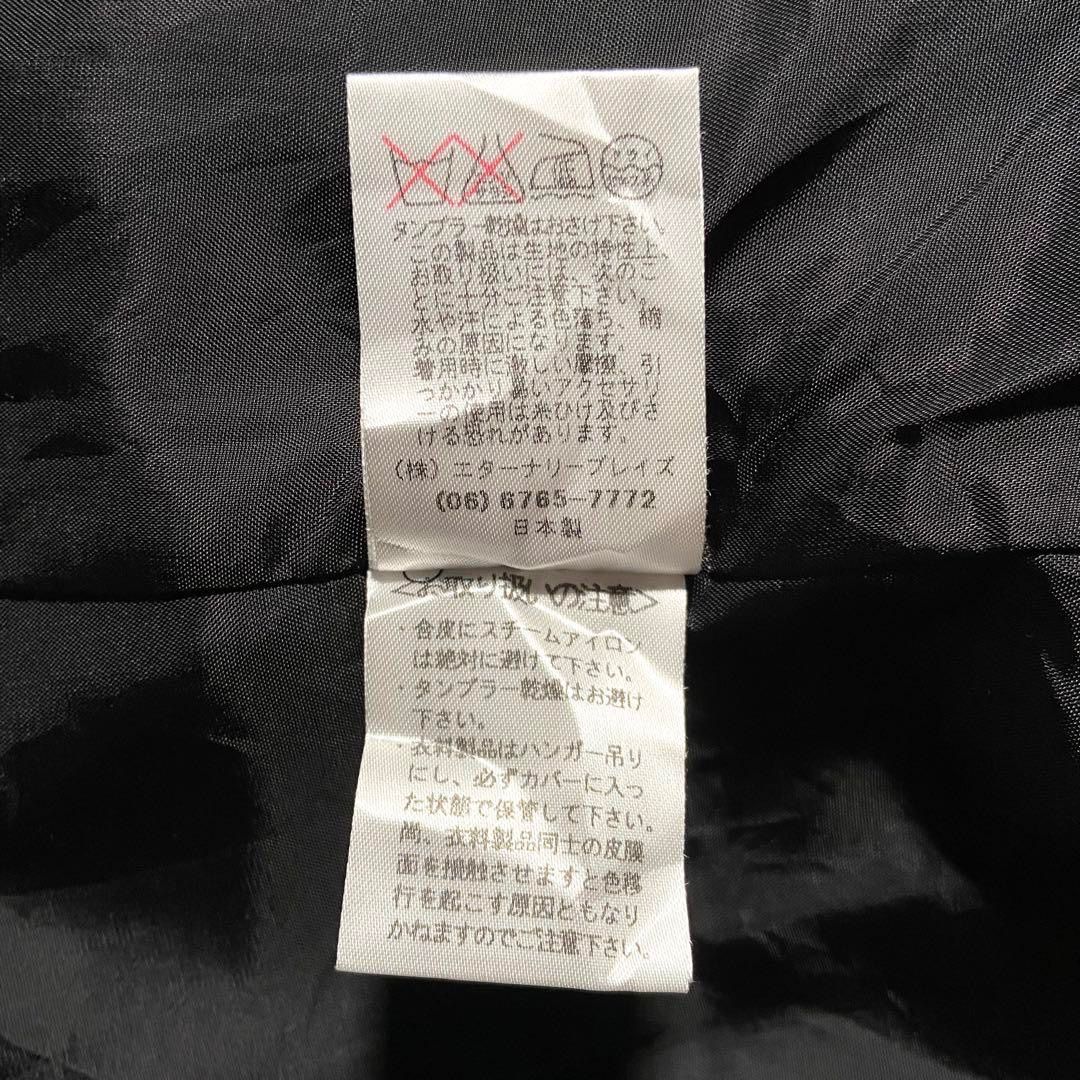 タンブラー乾燥はおさけ下さい。
この製品は生地の特性上
お取り扱いには、次のこ
とに十分ご注意下さい。
水や汗による色落ち、縮
みの原因になります。
着用時に激しい摩擦、引
っかかり易いアクセサリ
ーの使用は糸ひけ及びさ
ける恐れがあります。
(株)エターナリーブレイズ
(06)6765-7772
日本製
お取り扱いの注意
・合皮にスチームアイロン
は絶対に避けて下さい。
・タンブラー乾燥はお避け
下さい。
・衣料製品はハンガー吊り
にし、必ずカバーに入っ
た状態で保管して下さい。
尚、衣料製品同士の皮膜
面を接触させますと色移
行を起こす原因ともなり
かねますのでご注意下さい。